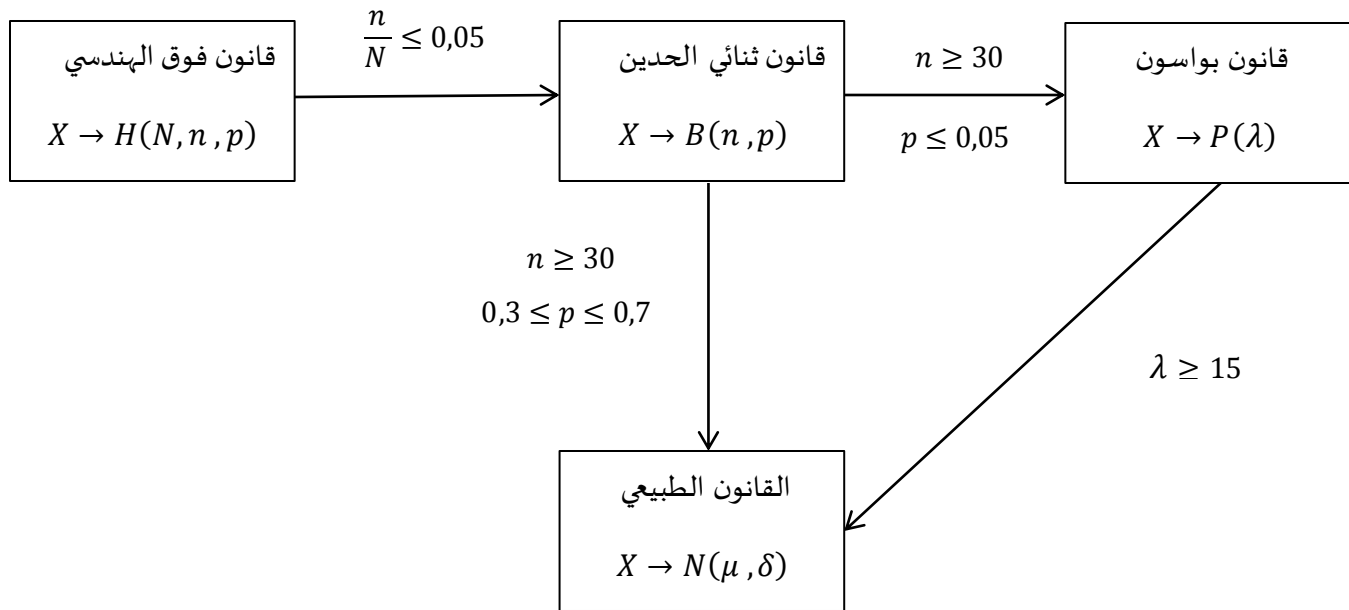 قانون فوق الهندسي
X → H(N, n , p)
n/N ≤ 0,05
قانون ثنائي الحدين
X → B(n , p)
n ≥ 30
p ≤ 0,05
قانون بواسون
X → P(λ)
n ≥ 30
0,3 ≤ p ≤ 0,7
λ ≥ 15
القانون الطبيعي
X → N(μ , δ)